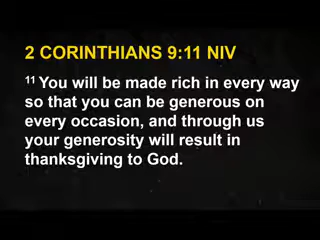 2 CORINTHIANS 9:11 NIV
11 You will be made rich in every way
so that you can be generous on
every occasion, and through us
your generosity will result in
thanksgiving to God.